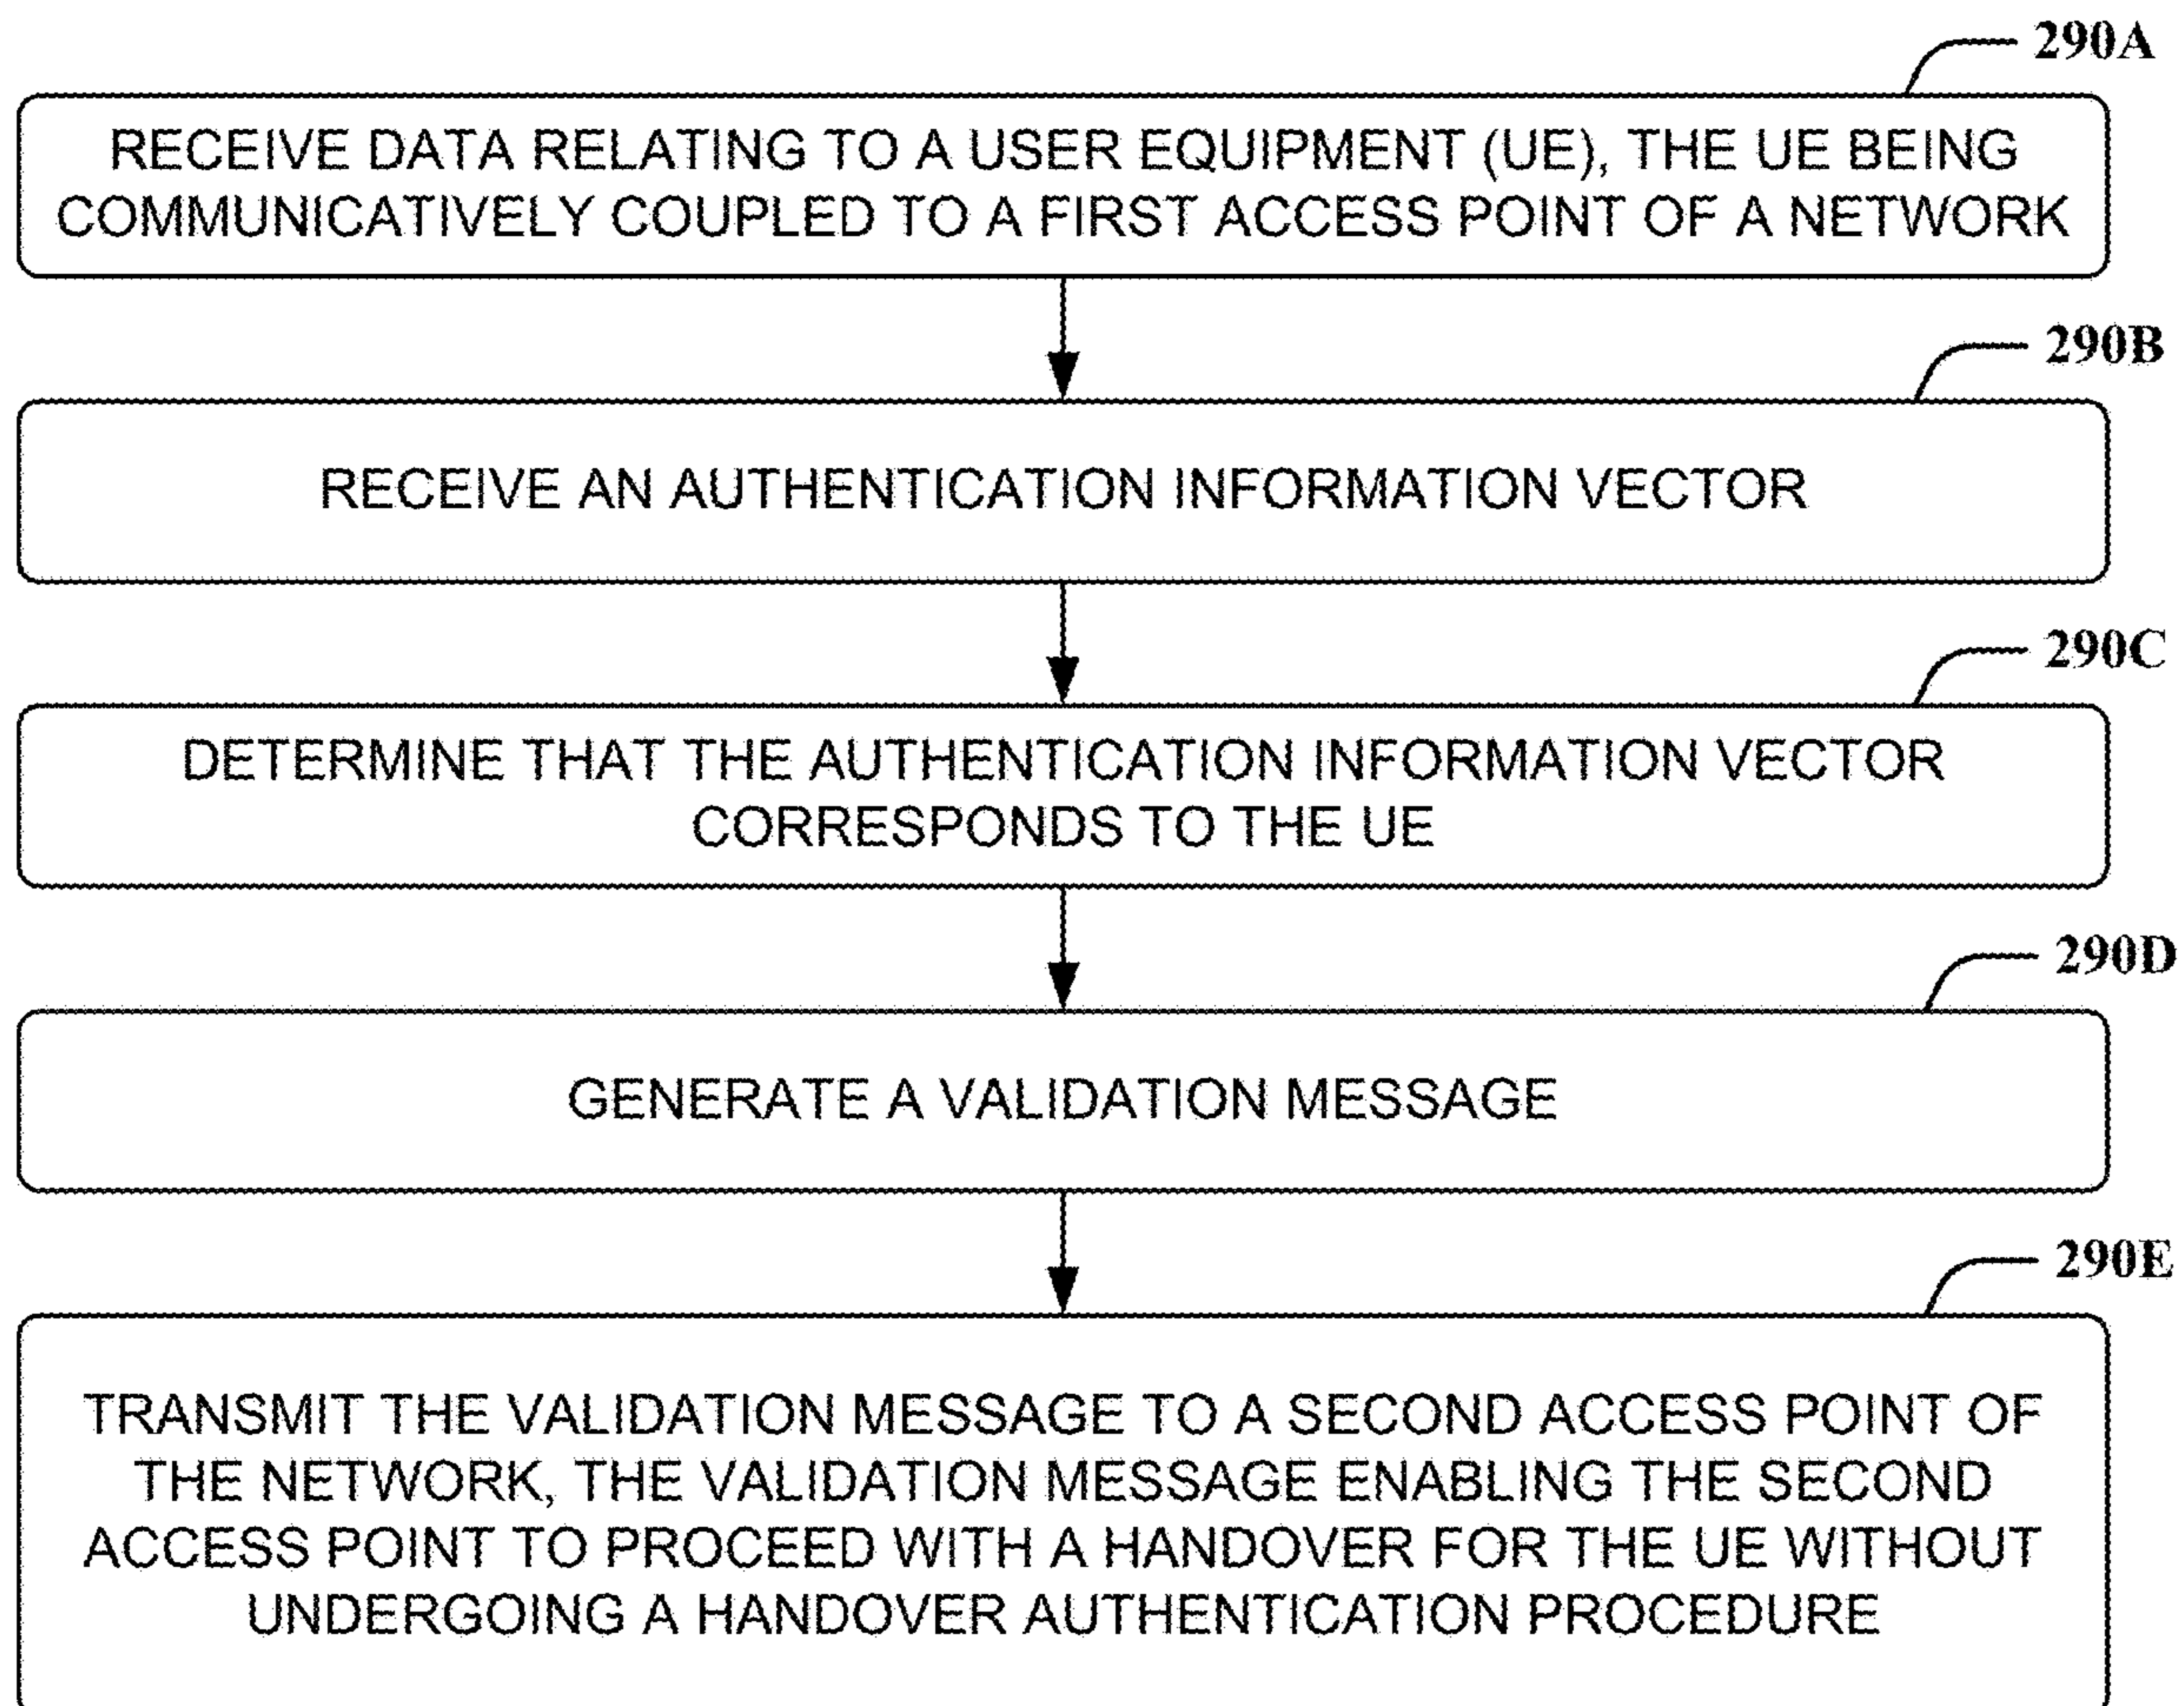 290A
RECEIVE DATA RELATING TO A USER EQUIPMENT (UE), THE UE BEING
COMMUNICATIVELY COUPLED TO A FIRST ACCESS POINT OF A NETWORK
290B
RECEIVE AN AUTHENTICATION INFORMATION VECTOR
290C
DETERMINE THAT THE AUTHENTICATION INFORMATION VECTOR
CORRESPONDS TO THE UE
290D
GENERATE A VALIDATION MESSAGE
290E
TRANSMIT THE VALIDATION MESSAGE TO A SECOND ACCESS POINT OF
THE NETWORK, THE VALIDATION MESSAGE ENABLING THE SECOND
ACCESS POINT TO PROCEED WITH A HANDOVER FOR THE UE WITHOUT
UNDERGOING A HANDOVER AUTHENTICATION PROCEDURE